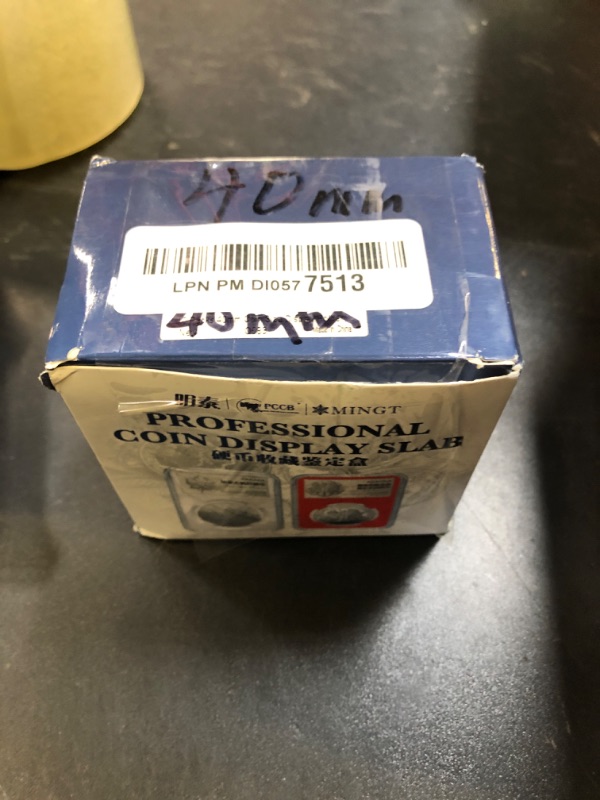 40mm
LPN PM DI057 7513
40mm
明泰 PCCB MINGT
PROFESSIONAL
COIN DISPLAY SLAB
硬币收藏鉴定盒